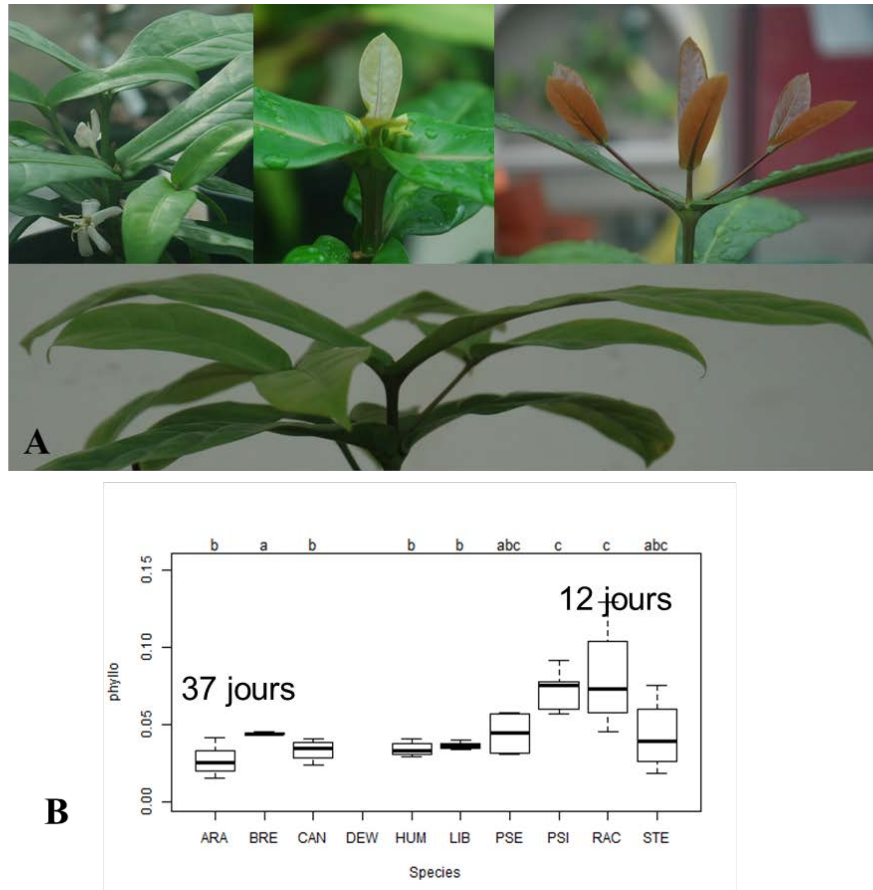 A
b a b b b abc c c abc
0.15
12 jours
0.10
37 jours
phyllo
0.05
0.00
B
ARA BRE CAN DEW HUM LIB PSE PSI RAC STE
Species